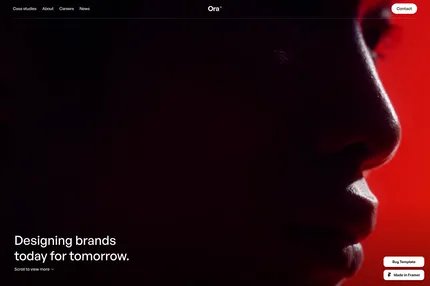 Case studies
About
Careers
News
Ora
Contact
Designing brands
today for tomorrow.
Scroll to view more
Buy Template
Made in Framer